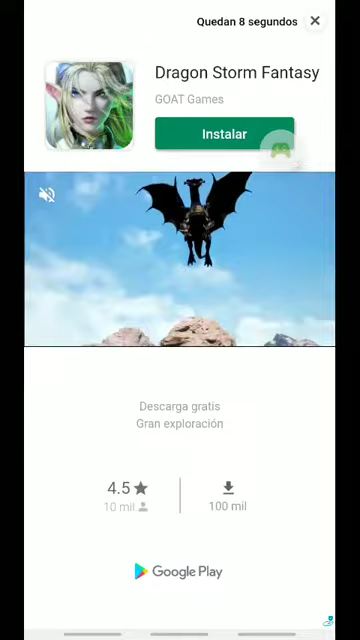 Quedan 8 segundos
Dragon Storm Fantasy
GOAT Games
Instalar
Descarga gratis
Gran exploración
4.5
10 mil
100 mil
Google Play